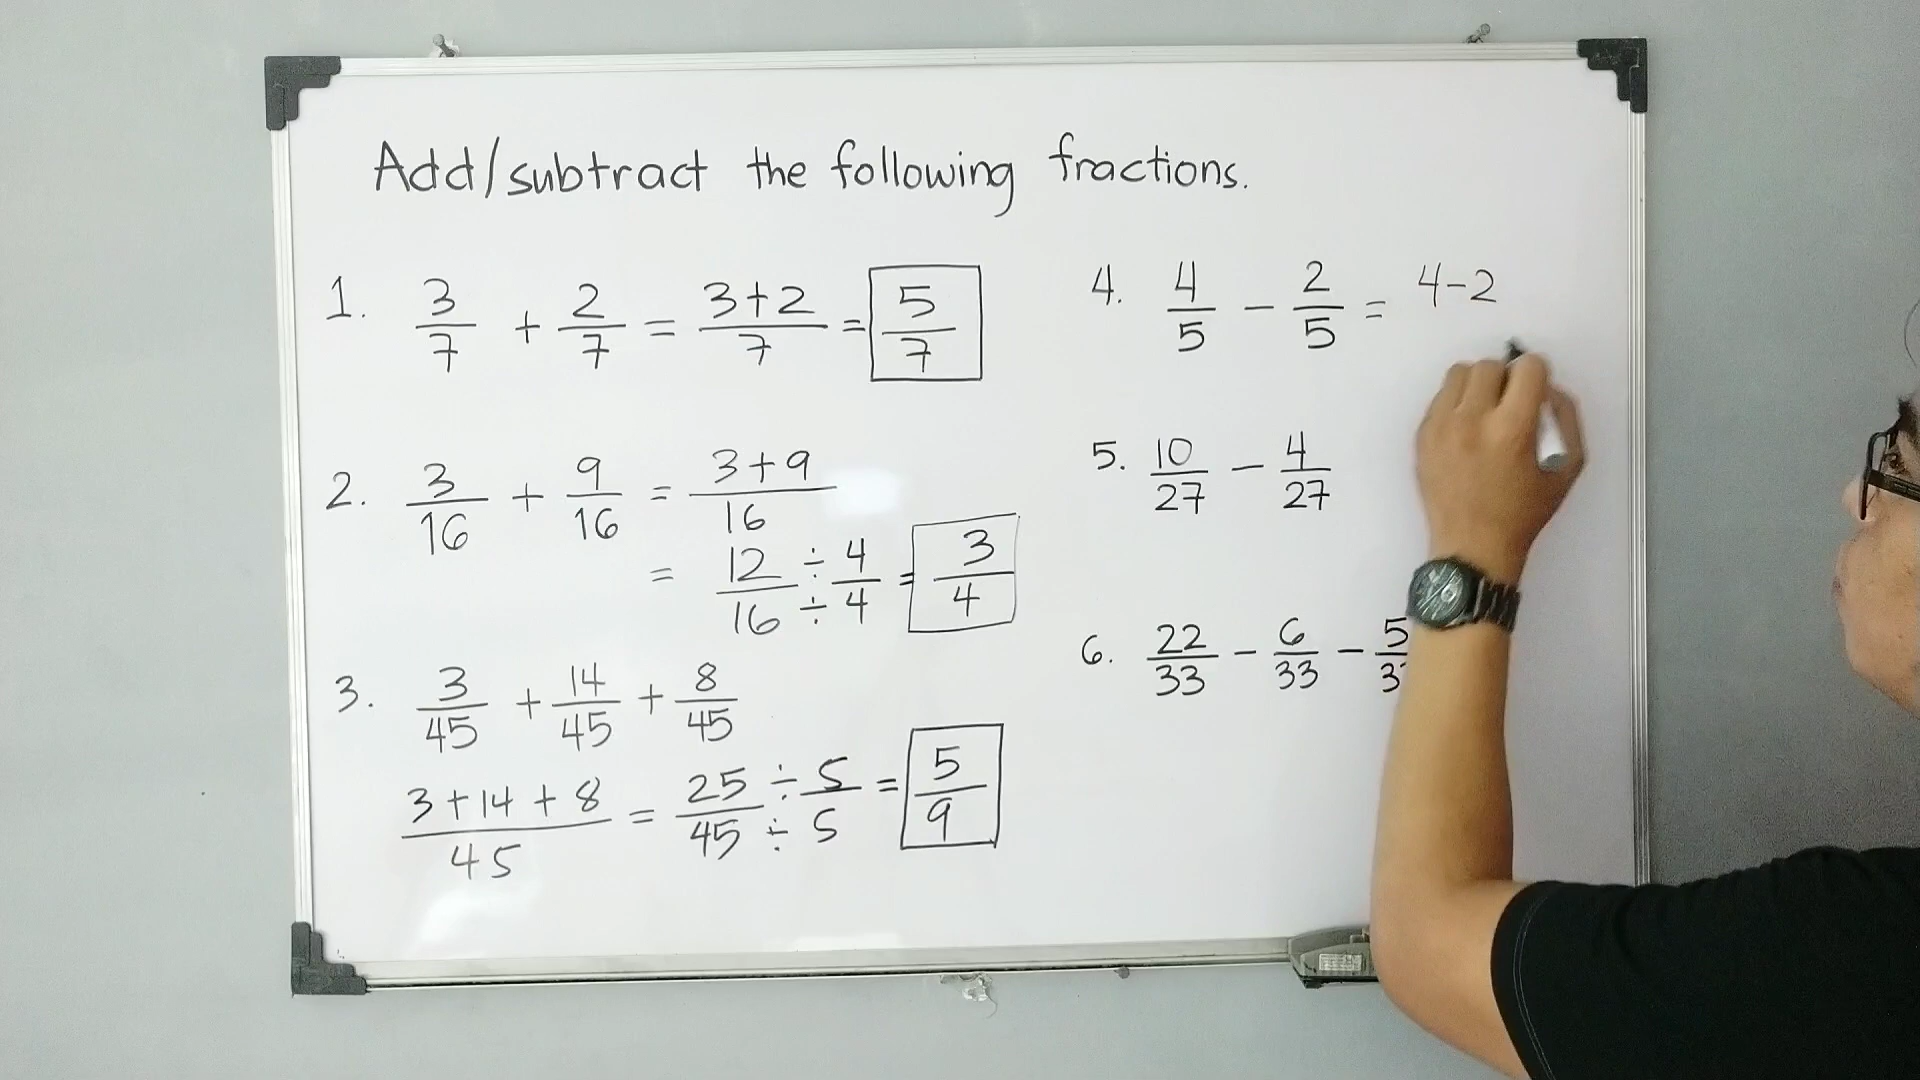 Add/subtract the following fractions.
1. 3/7 + 2/7 = 3+2/7 = 5/7
2. 3/16 + 9/16 = 3+9/16
= 12/16 ÷ 4/÷ 4 = 3/4
3. 3/45 + 14/45 + 8/45
3+14+8/45 = 25/45 ÷ 5/÷ 5 = 5/9
4. 4/5 - 2/5 = 4-2
5. 10/27 - 4/27
6. 22/33 - 6/33 - 5/